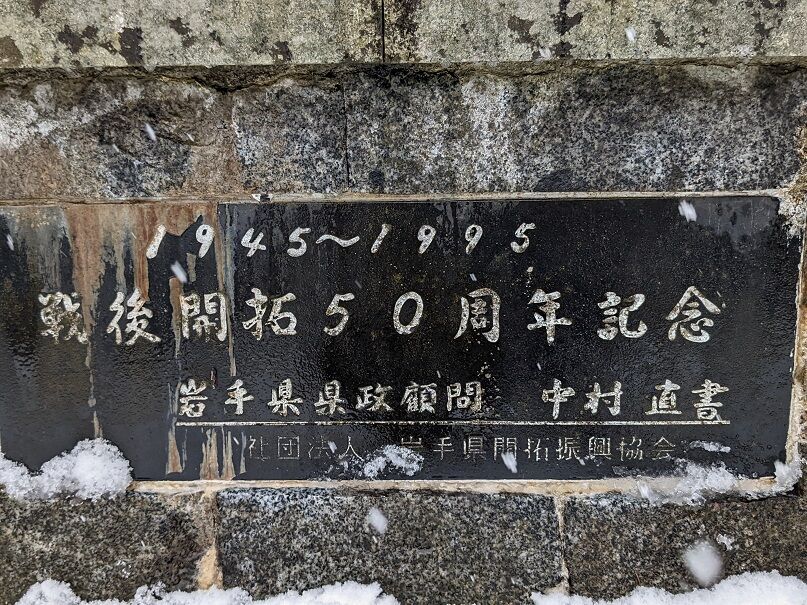 1945～1995
戦後開拓50周年記念
岩手県県政顧問 中村 直書
社団法人 岩手県開拓振興協会